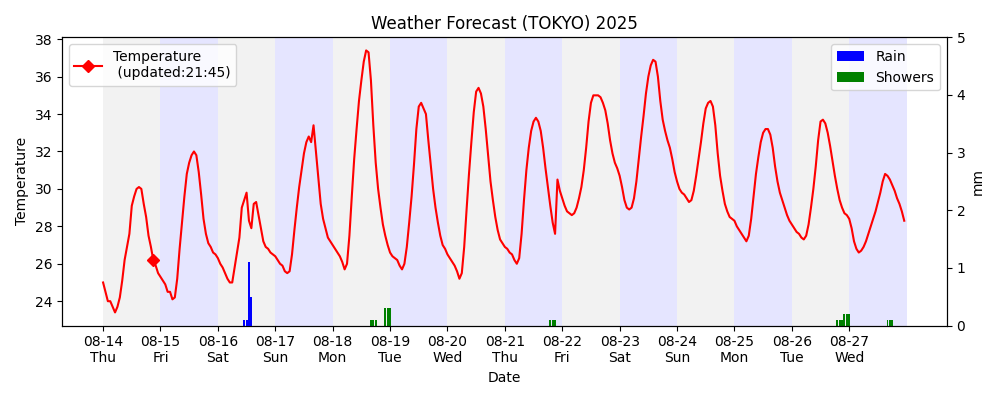 Weather Forecast (TOKYO) 2025
Temperature
(updated:21:45)
Rain
Showers
Temperature
38
36
34
32
30
28
26
24
5
4
3
2
1
0
mm
08-14 08-15 08-16 08-17 08-18 08-19 08-20 08-21 08-22 08-23 08-24 08-25 08-26 08-27
Thu Fri Sat Sun Mon Tue Wed Thu Fri Sat Sun Mon Tue Wed
Date